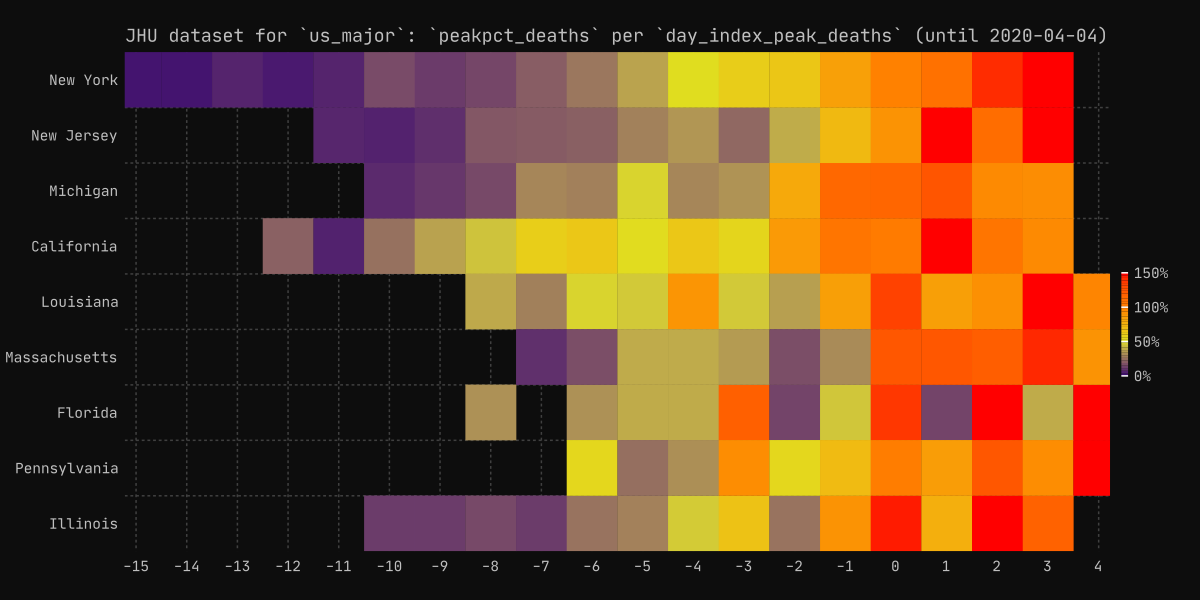 JHU dataset for `us_major`: `peakpct_deaths` per `day_index_peak_deaths` (until 2020-04-04)
New York
New Jersey
Michigan
California
Louisiana
Massachusetts
Florida
Pennsylvania
Illinois
150%
100%
50%
0%
-15 -14 -13 -12 -11 -10 -9 -8 -7 -6 -5 -4 -3 -2 -1 0 1 2 3 4